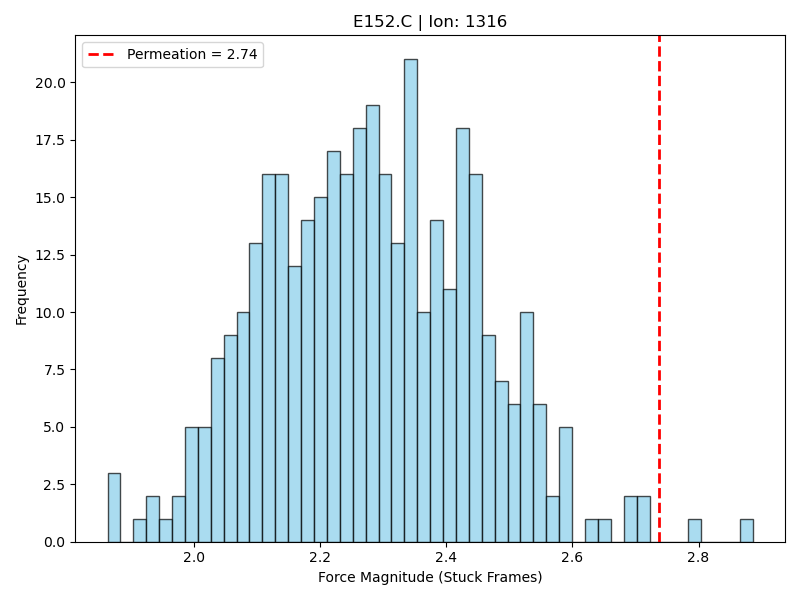 E152.C | Ion: 1316
Permeation = 2.74
20.0
17.5
15.0
12.5
10.0
7.5
5.0
2.5
0.0
Frequency
2.0 2.2 2.4 2.6 2.8
Force Magnitude (Stuck Frames)